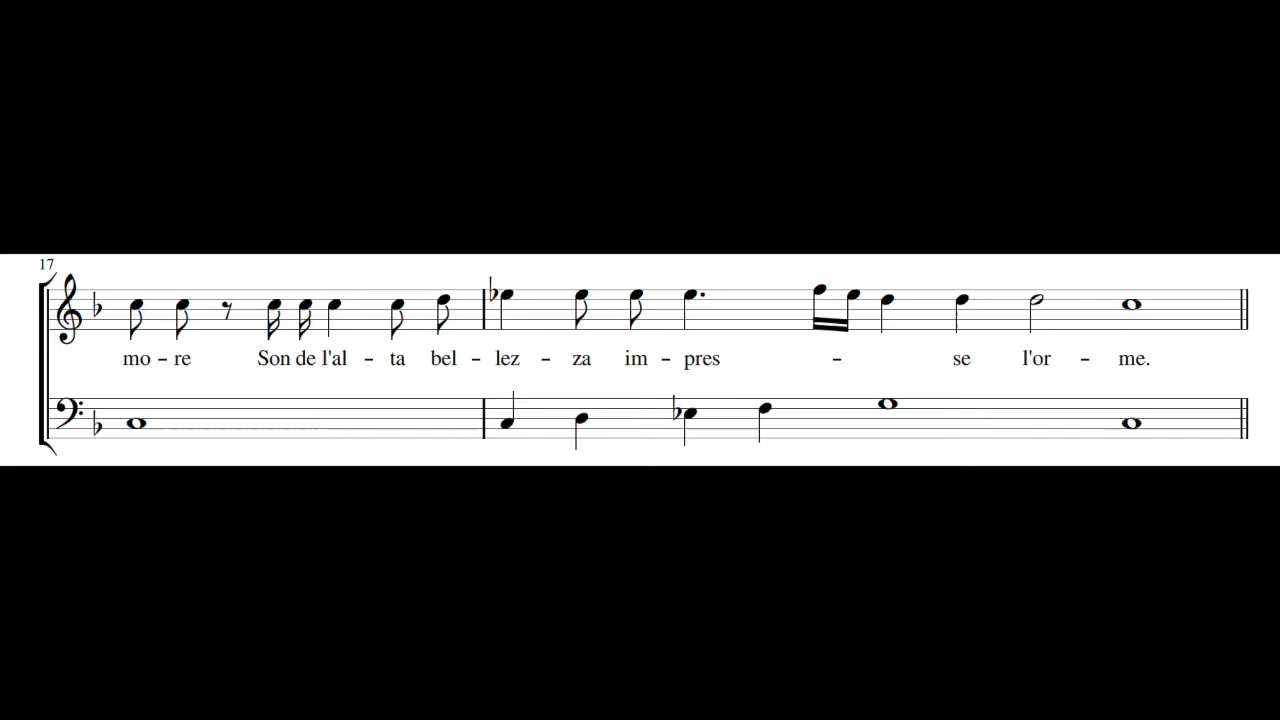 17
mo – re Son de l'al – ta bel – lez – za im – pres – se l'or – me.